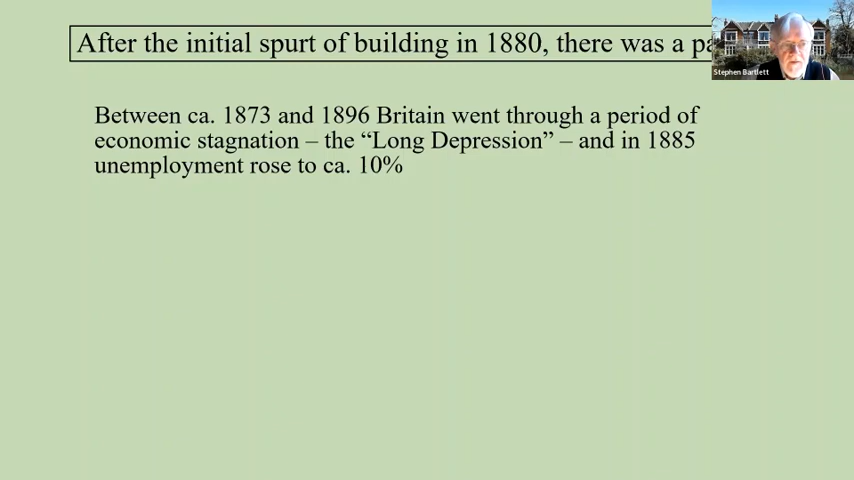 After the initial spurt of building in 1880, there was a
Stephen Bartlett
Between ca. 1873 and 1896 Britain went through a period of
economic stagnation – the “Long Depression” – and in 1885
unemployment rose to ca. 10%